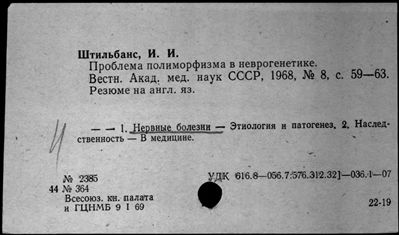 Штильбанс, И. И.
Проблема полиморфизма в неврогенетике.
Вестн. Акад. мед. наук СССР, 1968, № 8, с. 59—63.
Резюме на англ. яз.
— — 1. Нервные болезни — Этиология и патогенез. 2. Наслед-
ственность — В медицине.
№ 2385
УДК 616.8—056.7:576.312.32]—036.1—07
44 № 364
Всесоюз. кн. палата
и ГЦНМБ 9 I 69
22-19